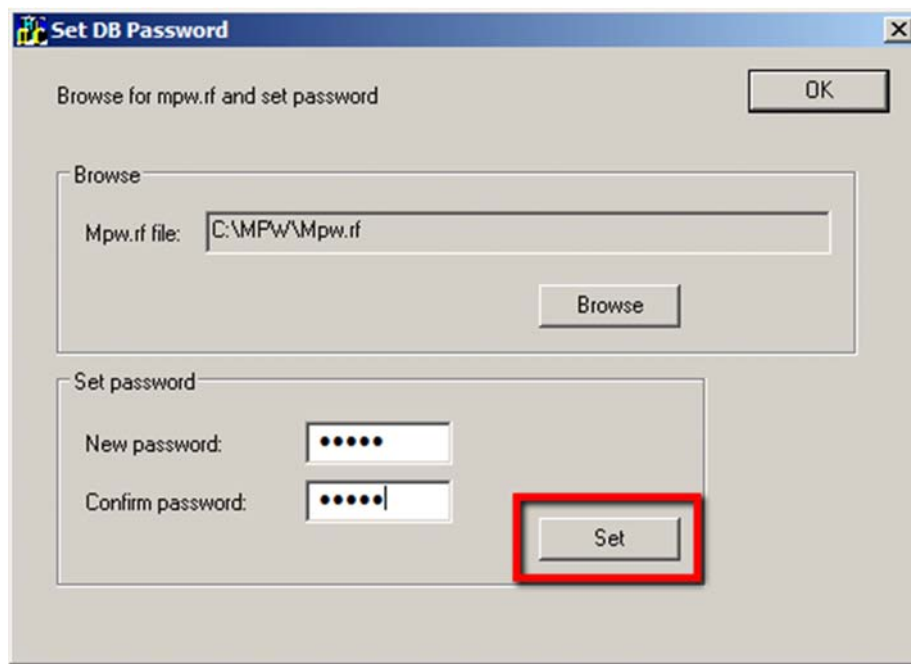 Set DB Password
Browse for mpw.rf and set password
OK
Browse
Mpw.rf file: C:\MPW\Mpw.rf
Browse
Set password
New password: •••••
Confirm password: •••••
Set